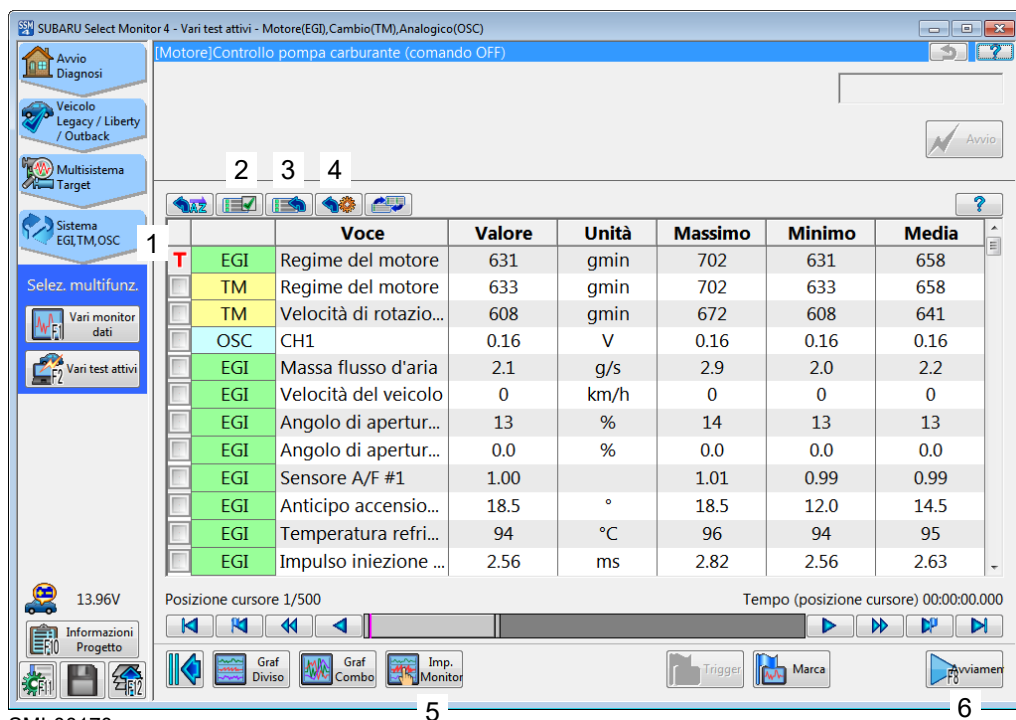 SUBARU Select Monitor 4 - Vari test attivi - Motore(EGI),Cambio(TM),Analogico(OSC)
Avvio
Diagnosi
[Motore]Controllo pompa carburante (comando OFF)
?
Veicolo
Legacy / Liberty
/ Outback
Avvio
Multisistema
Target
2 3 4
AZ ?
Sistema
EGI,TM,OSC
1
Voce Valore Unità Massimo Minimo Media
T EGI Regime del motore 631 gmin 702 631 658
TM Regime del motore 633 gmin 702 633 658
TM Velocità di rotazio... 608 gmin 672 608 641
OSC CH1 0.16 V 0.16 0.16 0.16
EGI Massa flusso d'aria 2.1 g/s 2.9 2.0 2.2
EGI Velocità del veicolo 0 km/h 0 0 0
EGI Angolo di apertur... 13 % 14 13 13
EGI Angolo di apertur... 0.0 % 0.0 0.0 0.0
EGI Sensore A/F #1 1.00 1.01 0.99 0.99
EGI Anticipo accensio... 18.5 ° 18.5 12.0 14.5
EGI Temperatura refri... 94 °C 96 94 95
EGI Impulso iniezione ... 2.56 ms 2.82 2.56 2.63
Selez. multifunz.
F1 Vari monitor
dati
F2 Vari test attivi
13.96V
Posizione cursore 1/500 Tempo (posizione cursore) 00:00:00.000
F10 Informazioni
Progetto
F11 F12
Graf
Diviso
Graf
Combo
Imp.
Monitor
Trigger
Marca
F8 Avviamen
5 6